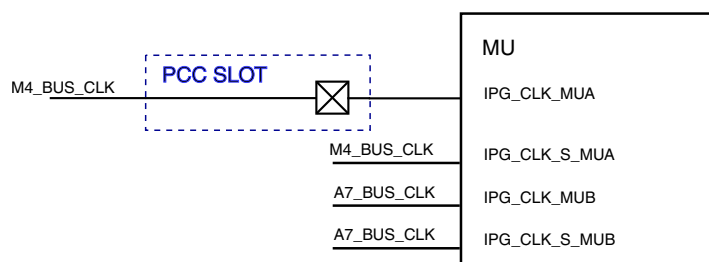 MU
PCC SLOT
M4_BUS_CLK
IPG_CLK_MUA
M4_BUS_CLK
IPG_CLK_S_MUA
A7_BUS_CLK
IPG_CLK_MUB
A7_BUS_CLK
IPG_CLK_S_MUB